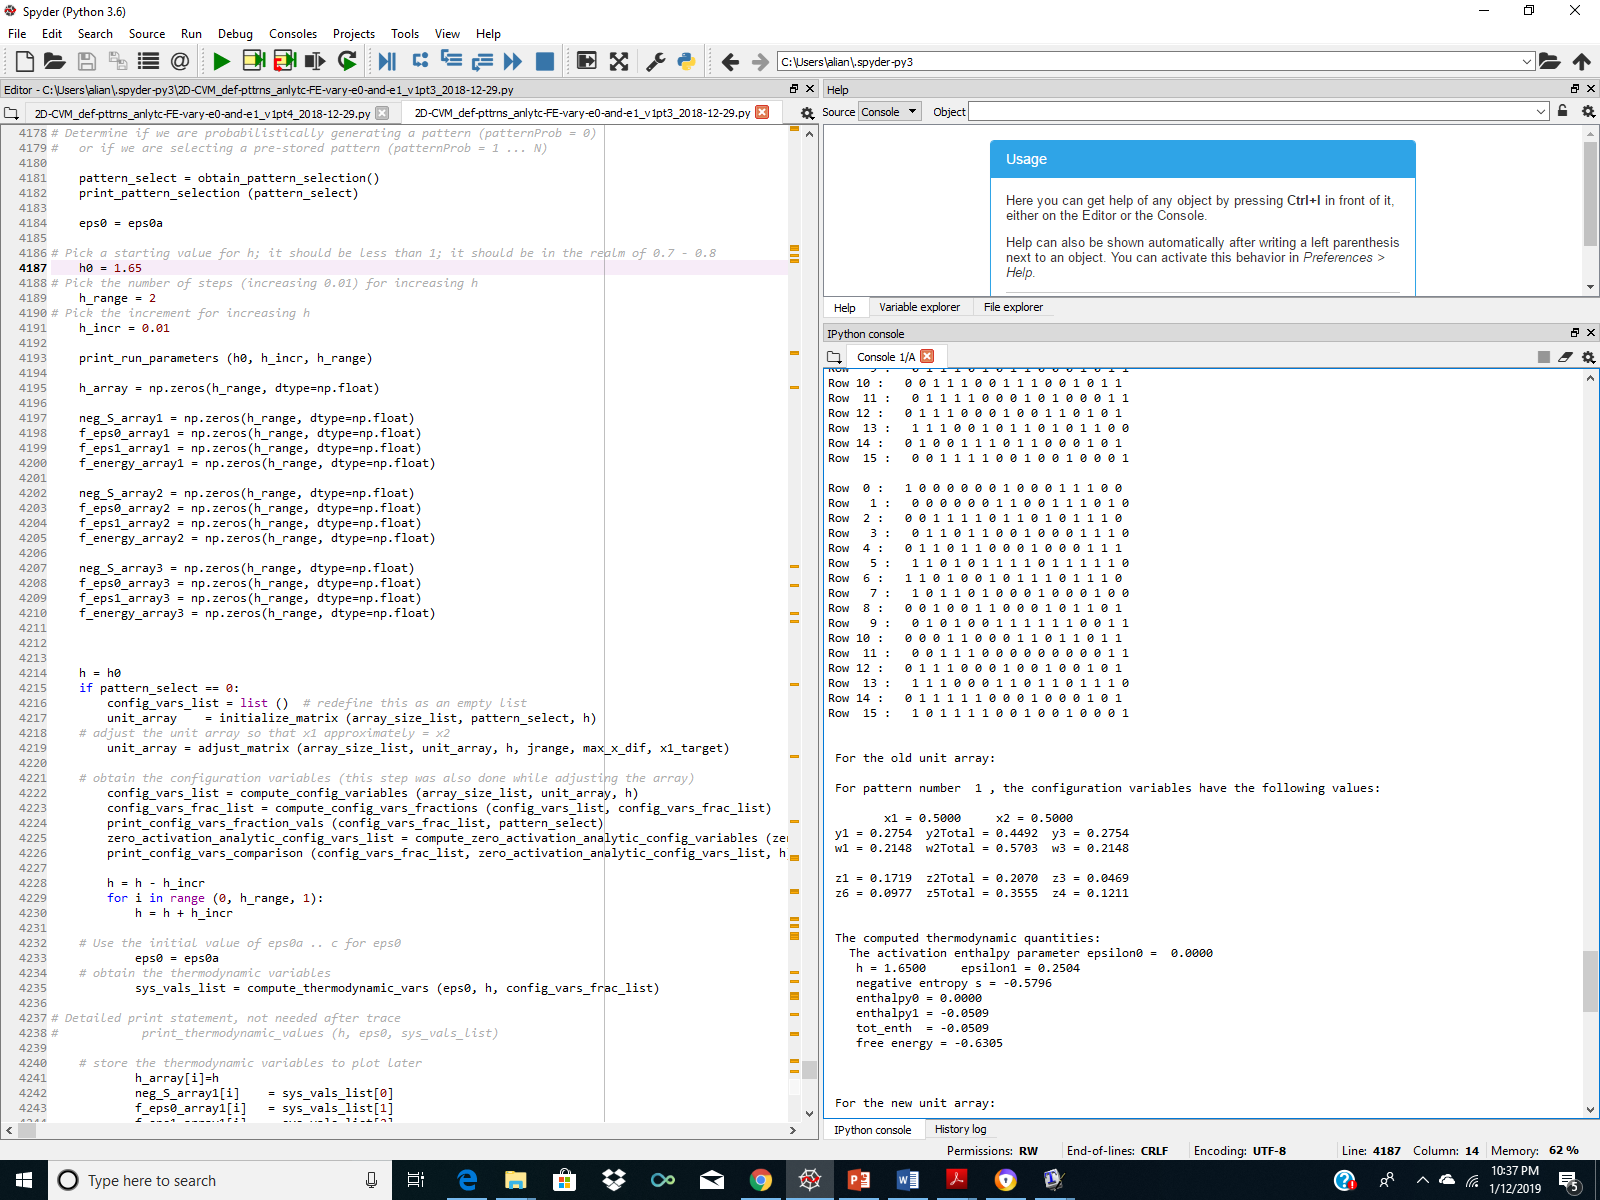 Spyder (Python 3.6)
File Edit Search Source Run Debug Consoles Projects Tools View Help
C:\Users\alian\.spyder-py3
Editor - C:\Users\alian\.spyder-py3\2D-CVM_def-pttrns_anlytc-FE-vary-e0-and-e1_v1pt3_2018-12-29.py
2D-CVM_def-pttrns_anlytc-FE-vary-e0-and-e1_v1pt4_2018-12-29.py
2D-CVM_def-pttrns_anlytc-FE-vary-e0-and-e1_v1pt3_2018-12-29.py
4178 # Determine if we are probabilistically generating a pattern (patternProb = 0)
4179 #   or if we are selecting a pre-stored pattern (patternProb = 1 ... N)
4180
4181     pattern_select = obtain_pattern_selection()
4182     print_pattern_selection (pattern_select)
4183
4184     eps0 = eps0a
4185
4186 # Pick a starting value for h; it should be less than 1; it should be in the realm of 0.7 - 0.8
4187     h0 = 1.65
4188 # Pick the number of steps (increasing 0.01) for increasing h
4189     h_range = 2
4190 # Pick the increment for increasing h
4191     h_incr = 0.01
4192
4193     print_run_parameters (h0, h_incr, h_range)
4194
4195     h_array = np.zeros(h_range, dtype=np.float)
4196
4197     neg_S_array1 = np.zeros(h_range, dtype=np.float)
4198     f_eps0_array1 = np.zeros(h_range, dtype=np.float)
4199     f_eps1_array1 = np.zeros(h_range, dtype=np.float)
4200     f_energy_array1 = np.zeros(h_range, dtype=np.float)
4201
4202     neg_S_array2 = np.zeros(h_range, dtype=np.float)
4203     f_eps0_array2 = np.zeros(h_range, dtype=np.float)
4204     f_eps1_array2 = np.zeros(h_range, dtype=np.float)
4205     f_energy_array2 = np.zeros(h_range, dtype=np.float)
4206
4207     neg_S_array3 = np.zeros(h_range, dtype=np.float)
4208     f_eps0_array3 = np.zeros(h_range, dtype=np.float)
4209     f_eps1_array3 = np.zeros(h_range, dtype=np.float)
4210     f_energy_array3 = np.zeros(h_range, dtype=np.float)
4211
4212
4213
4214     h = h0
4215     if pattern_select == 0:
4216         config_vars_list = list ()  # redefine this as an empty list
4217         unit_array    = initialize_matrix (array_size_list, pattern_select, h)
4218     # adjust the unit array so that x1 approximately = x2
4219         unit_array = adjust_matrix (array_size_list, unit_array, h, jrange, max_x_dif, x1_target)
4220
4221     # obtain the configuration variables (this step was also done while adjusting the array)
4222         config_vars_list = compute_config_variables (array_size_list, unit_array, h)
4223         config_vars_frac_list = compute_config_vars_fractions (config_vars_list, config_vars_frac_list)
4224         print_config_vars_fraction_vals (config_vars_frac_list, pattern_select)
4225         zero_activation_analytic_config_vars_list = compute_zero_activation_analytic_config_variables (ze
4226         print_config_vars_comparison (config_vars_frac_list, zero_activation_analytic_config_vars_list, h
4227
4228         h = h - h_incr
4229         for i in range (0, h_range, 1):
4230             h = h + h_incr
4231
4232     # Use the initial value of eps0a .. c for eps0
4233             eps0 = eps0a
4234     # obtain the thermodynamic variables
4235             sys_vals_list = compute_thermodynamic_vars (eps0, h, config_vars_frac_list)
4236
4237 # Detailed print statement, not needed after trace
4238 #            print_thermodynamic_values (h, eps0, sys_vals_list)
4239
4240     # store the thermodynamic variables to plot later
4241             h_array[i]=h
4242             neg_S_array1[i]    = sys_vals_list[0]
4243             f_eps0_array1[i]   = sys_vals_list[1]
Help
Source Console Object
Usage
Here you can get help of any object by pressing Ctrl+I in front of it,
either on the Editor or the Console.
Help can also be shown automatically after writing a left parenthesis
next to an object. You can activate this behavior in Preferences >
Help.
Help Variable explorer File explorer
IPython console
Console 1/A
Row 10 :   0 0 1 1 1 0 0 1 1 1 0 0 1 0 1 1
Row  11 :   0 1 1 1 1 0 0 0 1 0 1 0 0 0 1 1
Row 12 :   0 1 1 1 0 0 0 1 0 0 1 1 0 1 0 1
Row  13 :   1 1 1 0 0 1 0 1 1 0 1 0 1 1 0 0
Row 14 :   0 1 0 0 1 1 1 0 1 1 0 0 0 1 0 1
Row  15 :   0 0 1 1 1 1 0 0 1 0 0 1 0 0 0 1
Row  0 :   1 0 0 0 0 0 0 1 0 0 0 1 1 1 0 0
Row   1 :   0 0 0 0 0 0 1 1 0 0 1 1 1 0 1 0
Row  2 :   0 0 1 1 1 1 0 1 1 0 1 0 1 1 1 0
Row   3 :   0 1 1 0 1 1 0 0 1 0 0 0 1 1 1 0
Row  4 :   0 1 1 0 1 1 0 0 0 1 0 0 0 1 1 1
Row   5 :   1 1 0 1 0 1 1 1 1 0 1 1 1 1 1 0
Row  6 :   1 1 0 1 0 0 1 0 1 1 1 0 1 1 1 0
Row   7 :   1 0 1 1 0 1 0 0 0 1 0 0 0 1 0 0
Row  8 :   0 0 1 0 0 1 1 0 0 0 1 0 1 1 0 1
Row   9 :   0 1 0 1 0 0 1 1 1 1 1 1 0 0 1 1
Row 10 :   0 0 0 1 1 0 0 0 1 1 0 1 1 0 1 1
Row  11 :   0 0 1 1 1 0 0 0 0 0 0 0 0 0 1 1
Row 12 :   0 1 1 1 0 0 0 1 0 0 1 0 0 1 0 1
Row  13 :   1 1 1 0 0 0 1 1 0 1 1 0 1 1 1 0
Row 14 :   0 1 1 1 1 1 1 0 0 1 0 0 0 1 0 1
Row  15 :   1 0 1 1 1 1 0 0 1 0 0 1 0 0 0 1
For the old unit array:
For pattern number  1 , the configuration variables have the following values:
x1 = 0.5000     x2 = 0.5000
y1 = 0.2754  y2Total = 0.4492  y3 = 0.2754
w1 = 0.2148  w2Total = 0.5703  w3 = 0.2148
z1 = 0.1719  z2Total = 0.2070  z3 = 0.0469
z6 = 0.0977  z5Total = 0.3555  z4 = 0.1211
The computed thermodynamic quantities:
The activation enthalpy parameter epsilon0 =  0.0000
h = 1.6500     epsilon1 = 0.2504
negative entropy s = -0.5796
enthalpy0 = 0.0000
enthalpy1 = -0.0509
tot_enth  = -0.0509
free energy = -0.6305
For the new unit array:
IPython console History log
Permissions: RW End-of-lines: CRLF Encoding: UTF-8 Line: 4187 Column: 14 Memory: 62 %
Type here to search
10:37 PM
1/12/2019
5